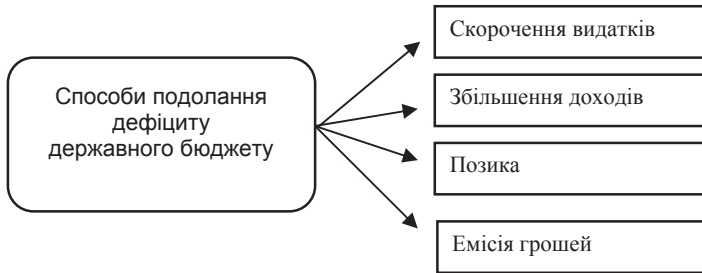 Способи подолання
дефіциту
державного бюджету
Скорочення видатків
Збільшення доходів
Позика
Емісія грошей